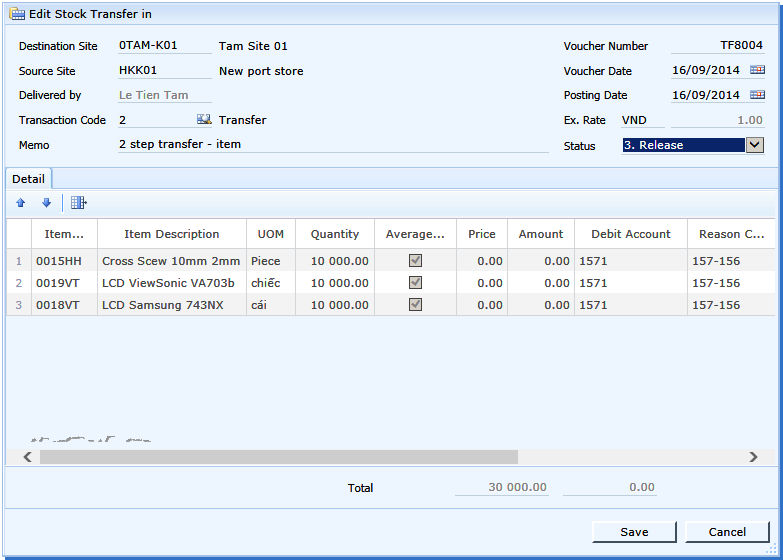 Edit Stock Transfer in
Destination Site 0TAM-K01 Tam Site 01 Voucher Number TF8004
Source Site HKK01 New port store Voucher Date 16/09/2014
Delivered by Le Tien Tam Posting Date 16/09/2014
Transaction Code 2 Transfer Ex. Rate VND 1.00
Memo 2 step transfer - item Status 3. Release
Detail
Item... Item Description UOM Quantity Average... Price Amount Debit Account Reason C...
1 0015HH Cross Scew 10mm 2mm Piece 10 000.00 0.00 0.00 1571 157-156
2 0019VT LCD ViewSonic VA703b chiếc 10 000.00 0.00 0.00 1571 157-156
3 0018VT LCD Samsung 743NX cái 10 000.00 0.00 0.00 1571 157-156
Total 30 000.00 0.00
Save Cancel